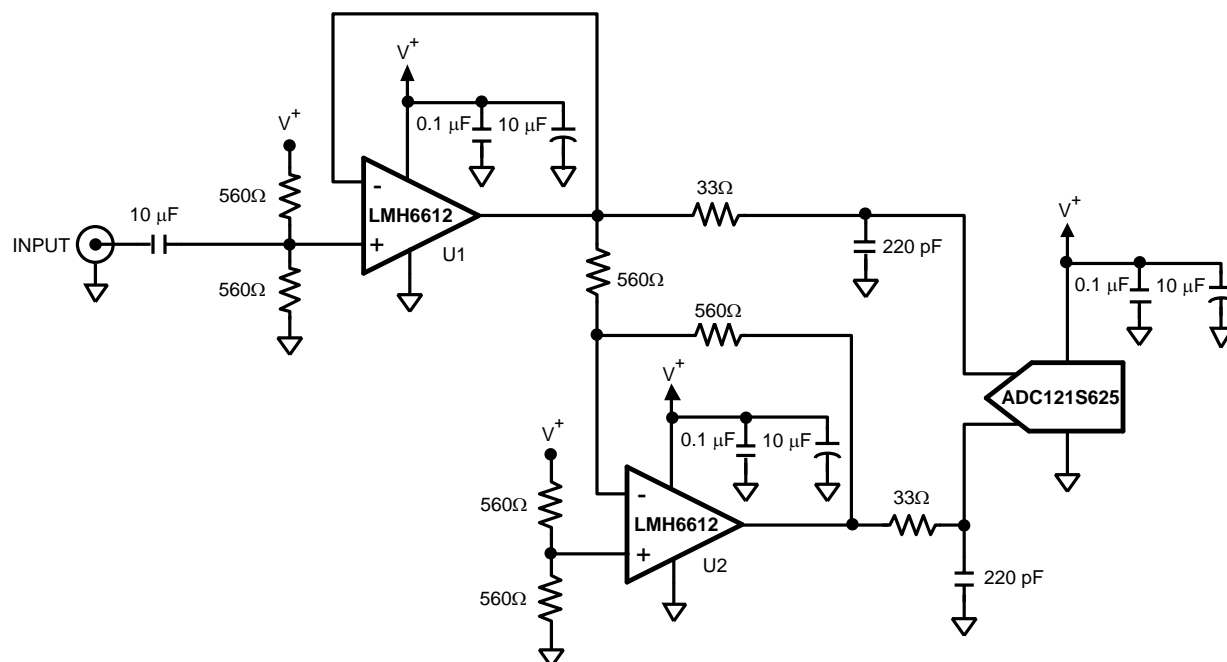 V+
0.1 μF
10 μF
V+
560Ω
-
LMH6612
+
U1
10 μF
INPUT
560Ω
33Ω
220 pF
560Ω
V+
0.1 μF
10 μF
560Ω
ADC121S625
V+
0.1 μF
10 μF
V+
560Ω
-
LMH6612
+
U2
33Ω
560Ω
220 pF